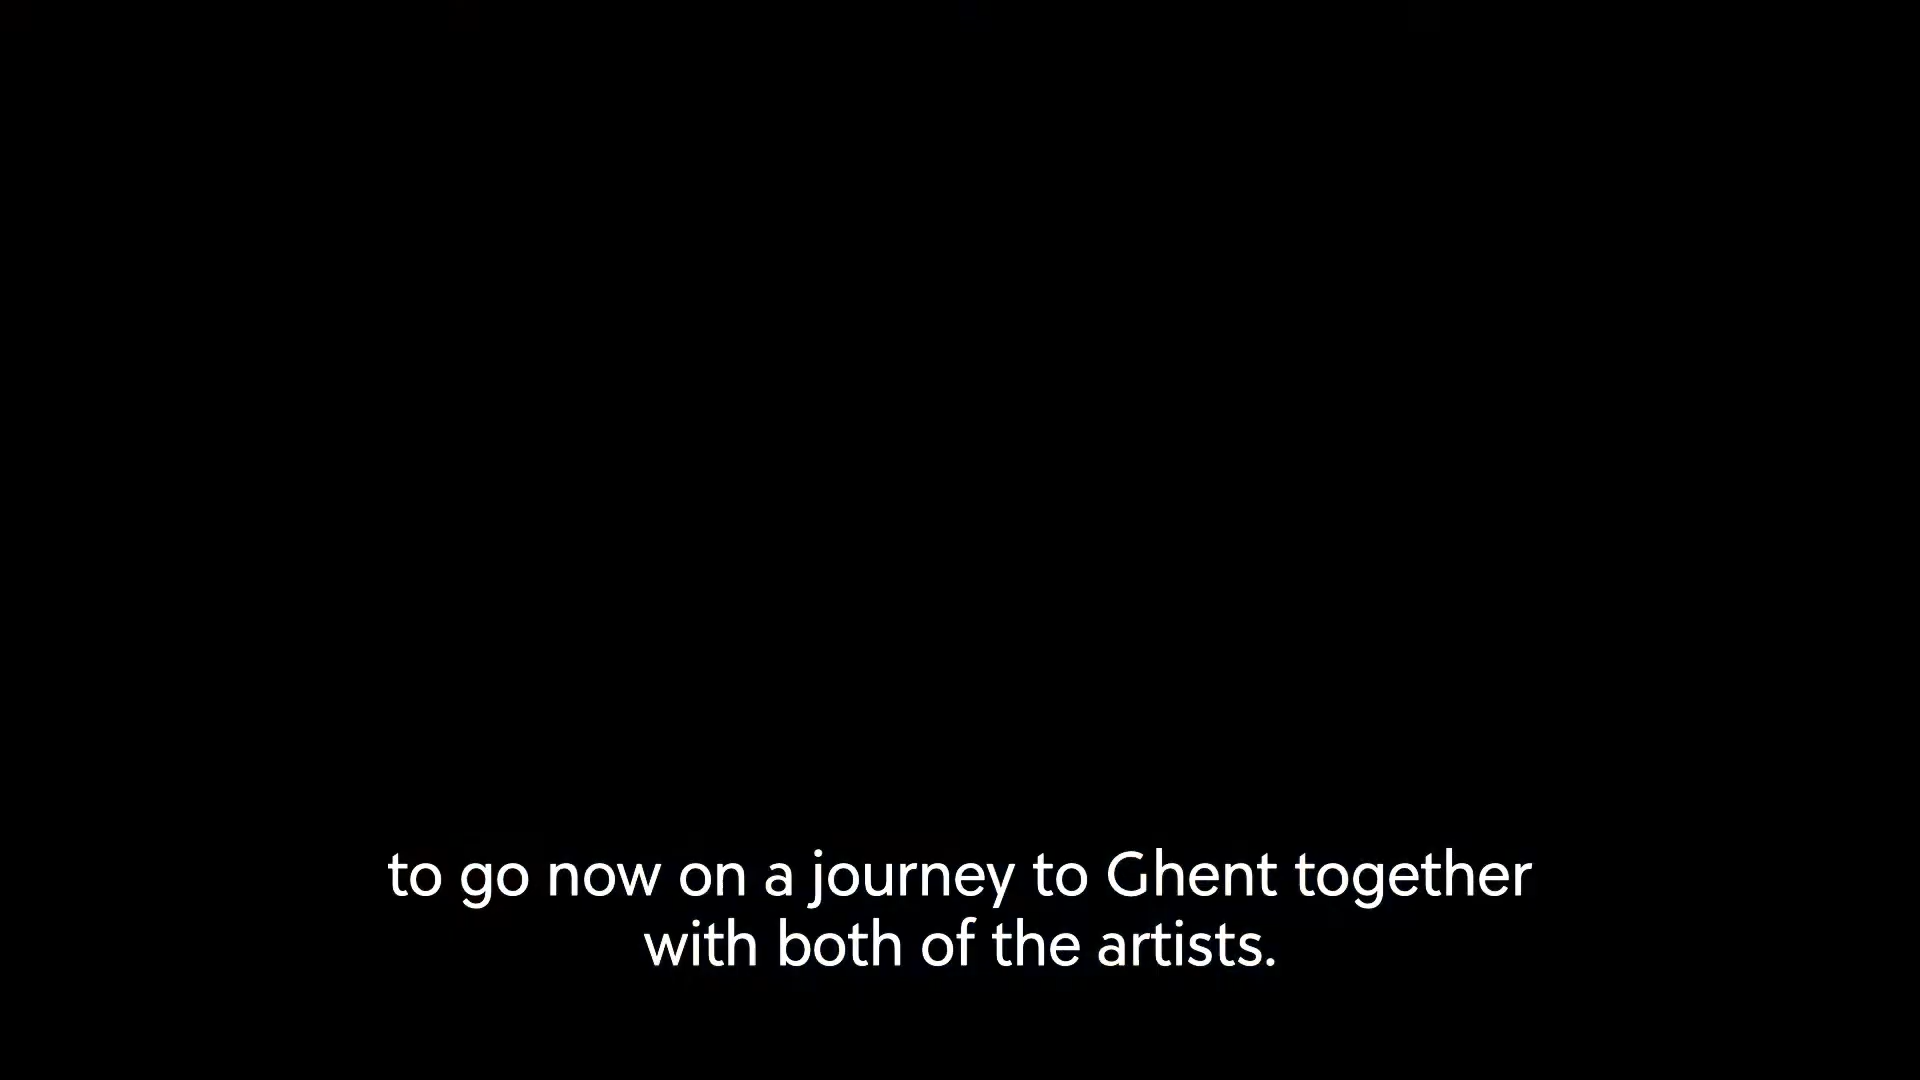 to go now on a journey to Ghent together
with both of the artists.